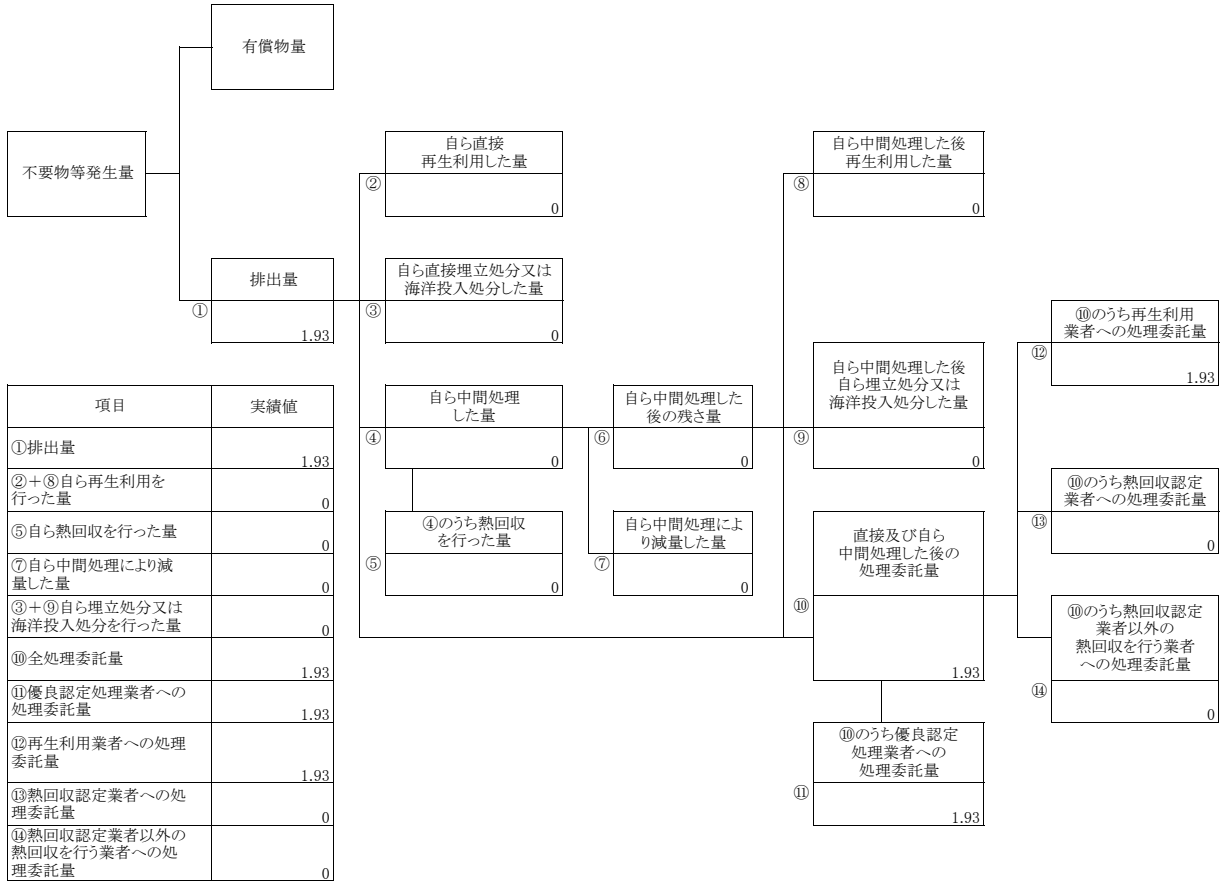 有償物量
不要物等発生量
排出量
①
1.93
自ら直接
再生利用した量
②
0
自ら直接埋立処分又は
海洋投入処分した量
③
0
自ら中間処理
した量
④
0
④のうち熱回収
を行った量
⑤
0
自ら中間処理した
後の残さ量
⑥
0
自ら中間処理によ
り減量した量
⑦
0
自ら中間処理した後
再生利用した量
⑧
0
自ら中間処理した後
自ら埋立処分又は
海洋投入処分した量
⑨
0
直接及び自ら
中間処理した後の
処理委託量
⑩
1.93
⑩のうち優良認定
処理業者への
処理委託量
⑪
1.93
⑩のうち再生利用
業者への処理委託量
⑫
1.93
⑩のうち熱回収認定
業者への処理委託量
⑬
0
⑩のうち熱回収認定
業者以外の
熱回収を行う業者
への処理委託量
⑭
0
項目 実績値
①排出量
1.93
②＋⑧自ら再生利用を
行った量
0
⑤自ら熱回収を行った量
0
⑦自ら中間処理により減
量した量
0
③＋⑨自ら埋立処分又は
海洋投入処分を行った量
0
⑩全処理委託量
1.93
⑪優良認定処理業者への
処理委託量
1.93
⑫再生利用業者への処理
委託量
1.93
⑬熱回収認定業者への処
理委託量
0
⑭熱回収認定業者以外の
熱回収を行う業者への処
理委託量
0